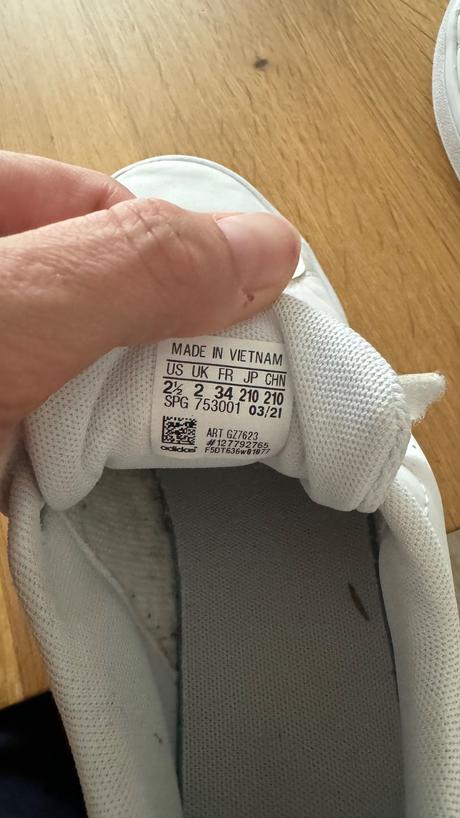 MADE IN VIETNAM
US UK FR JP CHN
2½ 2 34 210 210
SPG 753001 03/21
ART GZ7623
#127792765
adidas F5DT636w01077